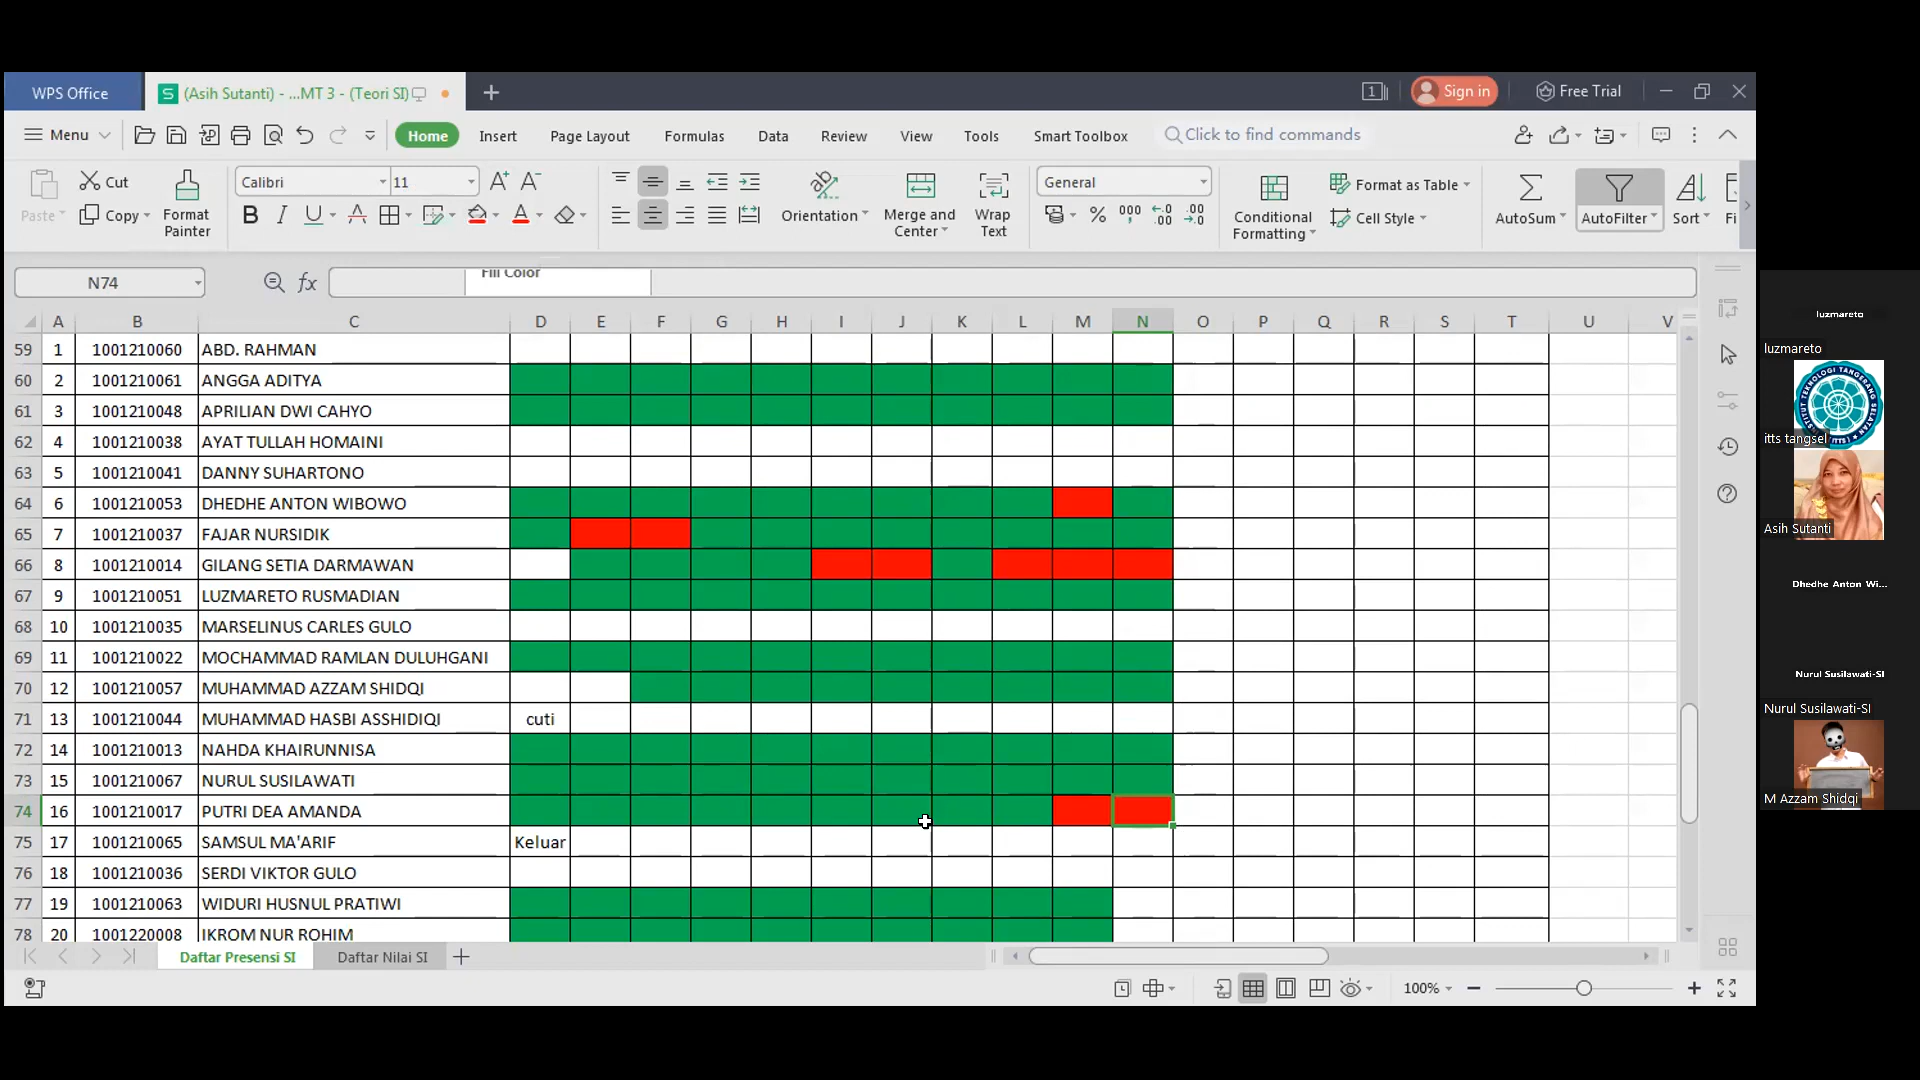 WPS Office
S (Asih Sutanti) - ...MT 3 - (Teori SI)
Sign in
Free Trial
Menu
Home
Insert
Page Layout
Formulas
Data
Review
View
Tools
Smart Toolbox
Click to find commands
Paste
Cut
Copy
Format Painter
Calibri
11
Orientation
Merge and Center
Wrap Text
General
Conditional Formatting
Format as Table
Cell Style
AutoSum
AutoFilter
Sort
Fi
N74
Fill Color
A B C D E F G H I J K L M N O P Q R S T U V
59 1 1001210060 ABD. RAHMAN
60 2 1001210061 ANGGA ADITYA
61 3 1001210048 APRILIAN DWI CAHYO
62 4 1001210038 AYAT TULLAH HOMAINI
63 5 1001210041 DANNY SUHARTONO
64 6 1001210053 DHEDHE ANTON WIBOWO
65 7 1001210037 FAJAR NURSIDIK
66 8 1001210014 GILANG SETIA DARMAWAN
67 9 1001210051 LUZMARETO RUSMADIAN
68 10 1001210035 MARSELINUS CARLES GULO
69 11 1001210022 MOCHAMMAD RAMLAN DULUHGANI
70 12 1001210057 MUHAMMAD AZZAM SHIDQI
71 13 1001210044 MUHAMMAD HASBI ASSHIDIQI cuti
72 14 1001210013 NAHDA KHAIRUNNISA
73 15 1001210067 NURUL SUSILAWATI
74 16 1001210017 PUTRI DEA AMANDA
75 17 1001210065 SAMSUL MA'ARIF Keluar
76 18 1001210036 SERDI VIKTOR GULO
77 19 1001210063 WIDURI HUSNUL PRATIWI
78 20 1001220008 IKROM NUR ROHIM
Daftar Presensi SI
Daftar Nilai SI
100%
luzmareto
luzmareto
itts tangsel
Asih Sutanti
Dhedhe Anton Wi...
Nurul Susilawati-SI
Nurul Susilawati-SI
M Azzam Shidqi